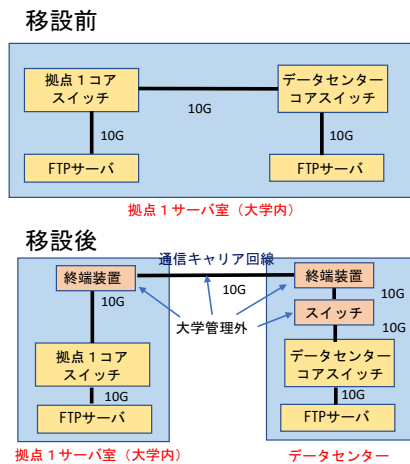 移設前
拠点１コア
スイッチ
データセンター
コアスイッチ
10G
10G
10G
FTPサーバ
FTPサーバ
拠点１サーバ室（大学内）
移設後
通信キャリア回線
終端装置
終端装置
10G
10G
10G
スイッチ
大学管理外
10G
拠点１コア
スイッチ
データセンター
コアスイッチ
10G
10G
FTPサーバ
FTPサーバ
拠点１サーバ室（大学内）
データセンター